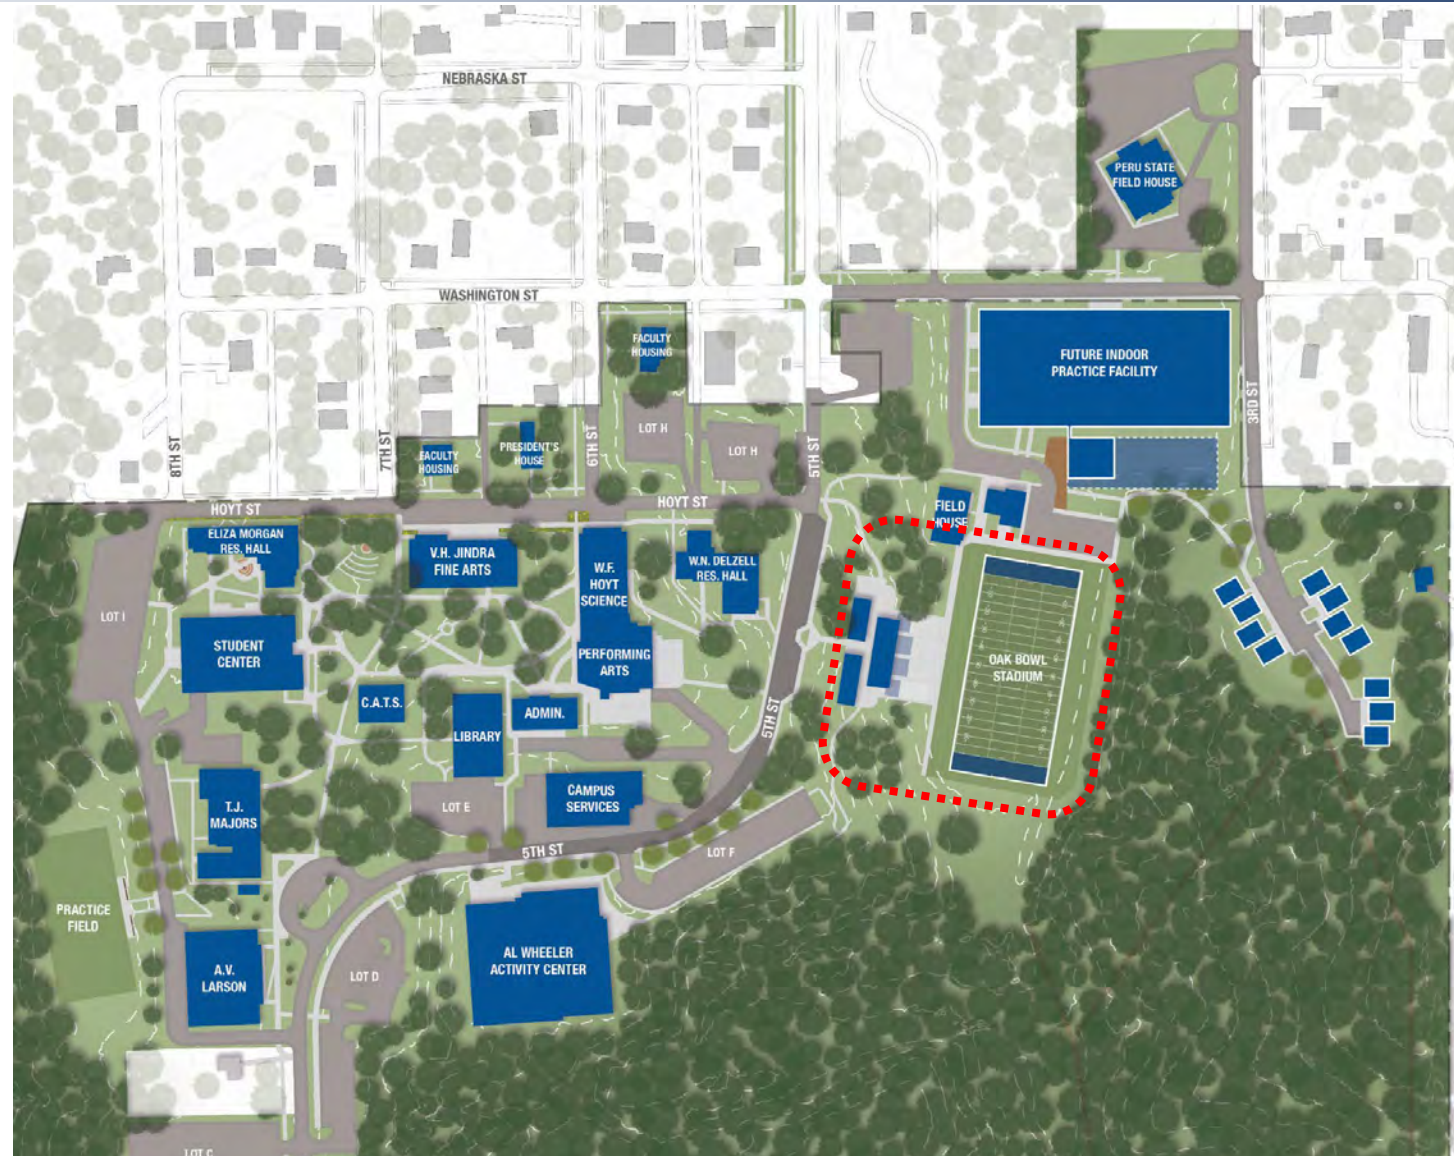 NEBRASKA ST
PERU STATE
FIELD HOUSE
WASHINGTON ST
FACULTY
HOUSING
FUTURE INDOOR
PRACTICE FACILITY
3RD ST
8TH ST
7TH ST
FACULTY
HOUSING
PRESIDENT'S
HOUSE
6TH ST
LOT H
LOT H
5TH ST
HOYT ST
HOYT ST
ELIZA MORGAN
RES. HALL
V.H. JINDRA
FINE ARTS
W.F.
HOYT
SCIENCE
W.N. DELZELL
RES. HALL
FIELD
HOUSE
LOT I
STUDENT
CENTER
PERFORMING
ARTS
OAK BOWL
STADIUM
C.A.T.S.
LIBRARY
ADMIN.
5TH ST
T.J.
MAJORS
LOT E
CAMPUS
SERVICES
5TH ST
LOT F
PRACTICE
FIELD
A.V.
LARSON
LOT D
AL WHEELER
ACTIVITY CENTER
LOT C